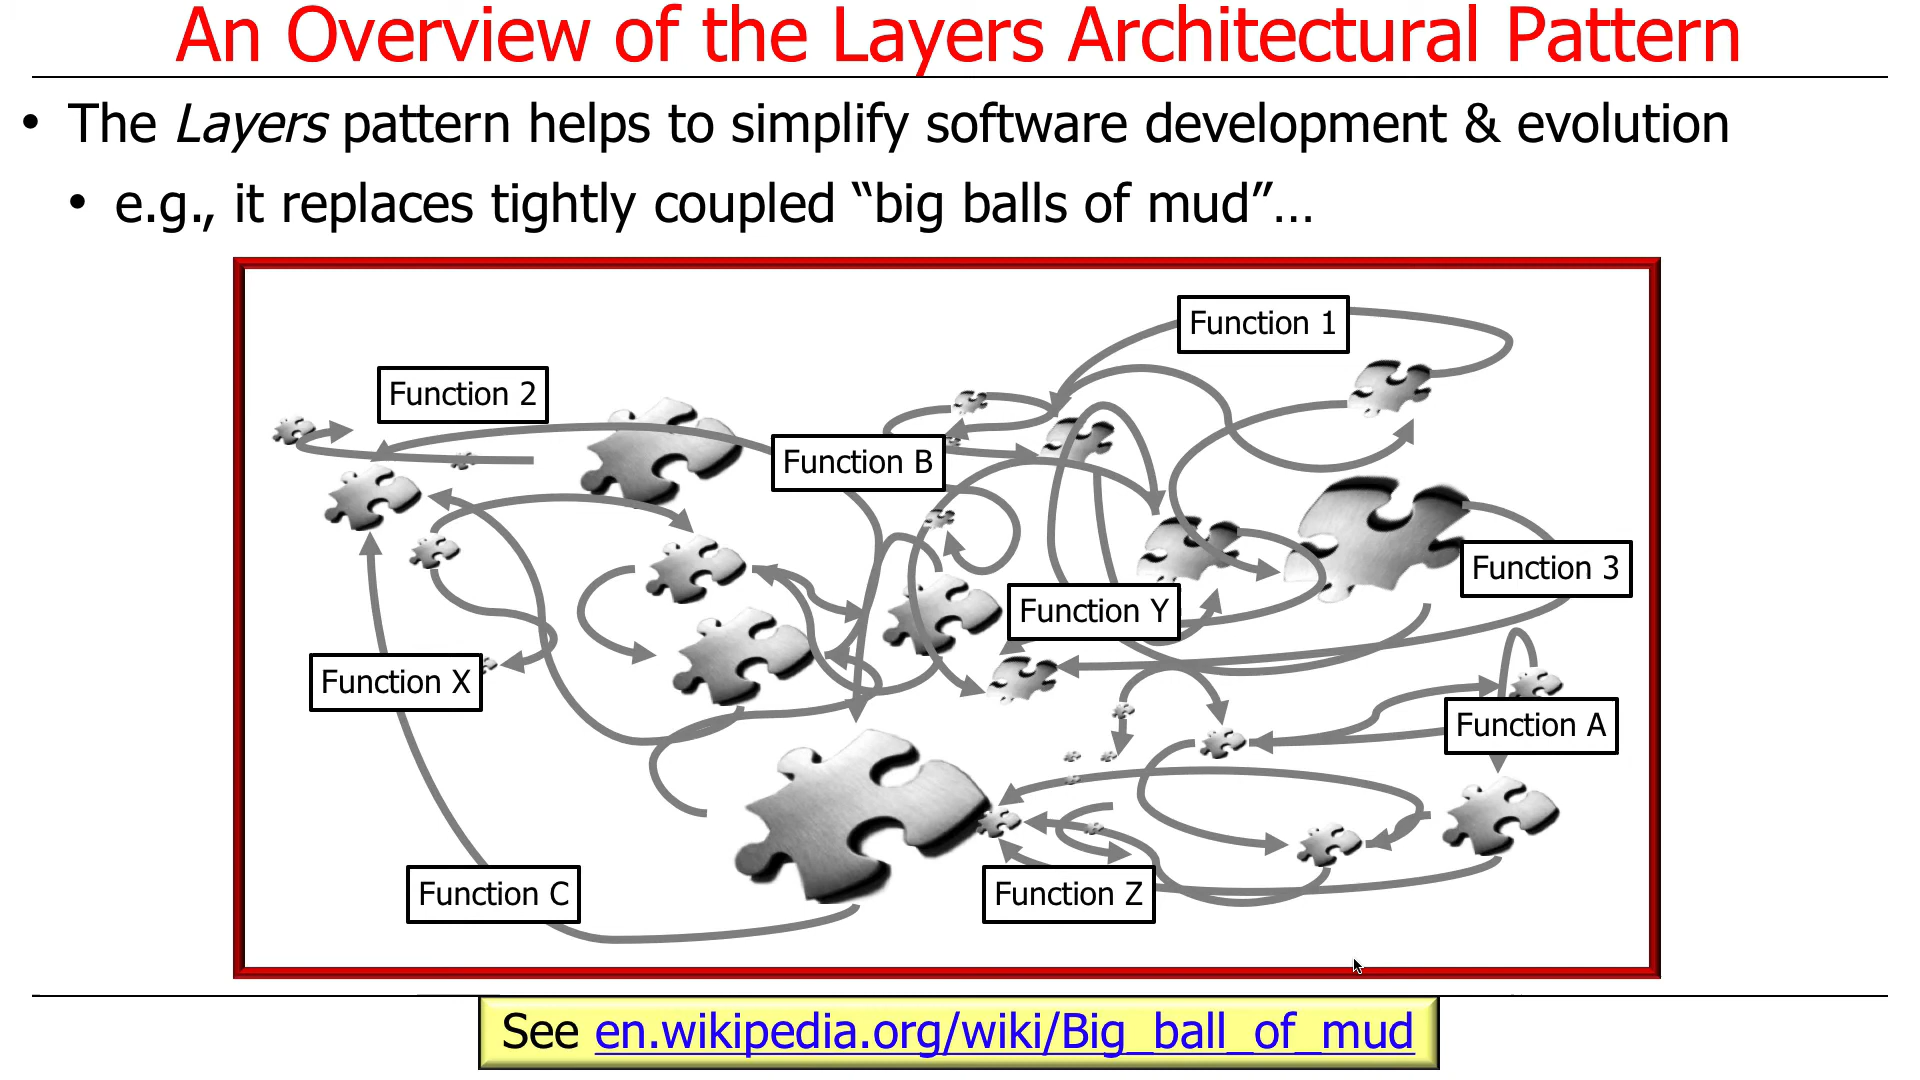 An Overview of the Layers Architectural Pattern
• The Layers pattern helps to simplify software development & evolution
• e.g., it replaces tightly coupled “big balls of mud”…
Function 1
Function 2
Function B
Function 3
Function Y
Function X
Function A
Function C
Function Z
See en.wikipedia.org/wiki/Big_ball_of_mud